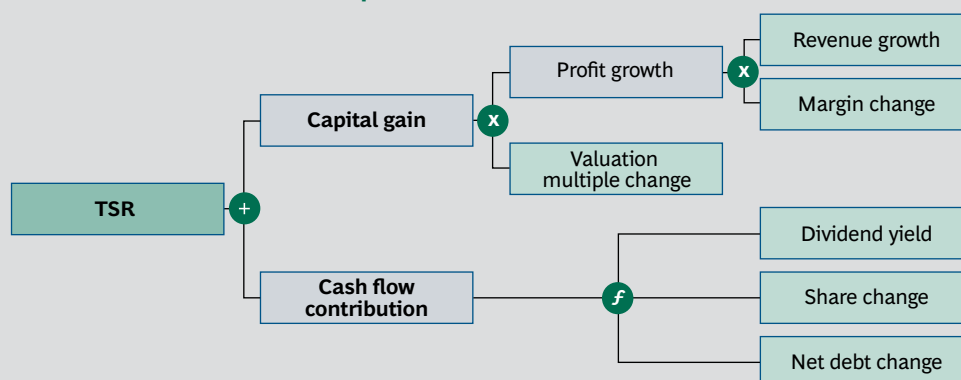 Revenue growth
Profit growth
x
x
Margin change
Capital gain
Valuation
multiple change
TSR
+
Dividend yield
Cash flow
contribution
ƒ
Share change
Net debt change